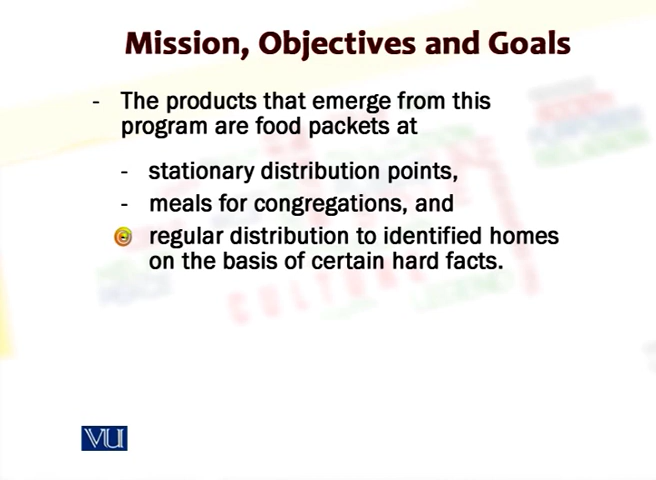 Mission, Objectives and Goals
- The products that emerge from this
program are food packets at
- stationary distribution points,
- meals for congregations, and
regular distribution to identified homes
on the basis of certain hard facts.
VU